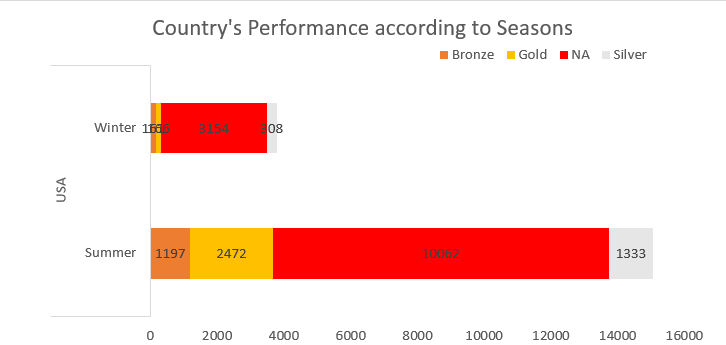 Country's Performance according to Seasons
Bronze Gold NA Silver
Winter
3154 308
USA
Summer
1197 2472 10062 1333
0 2000 4000 6000 8000 10000 12000 14000 16000